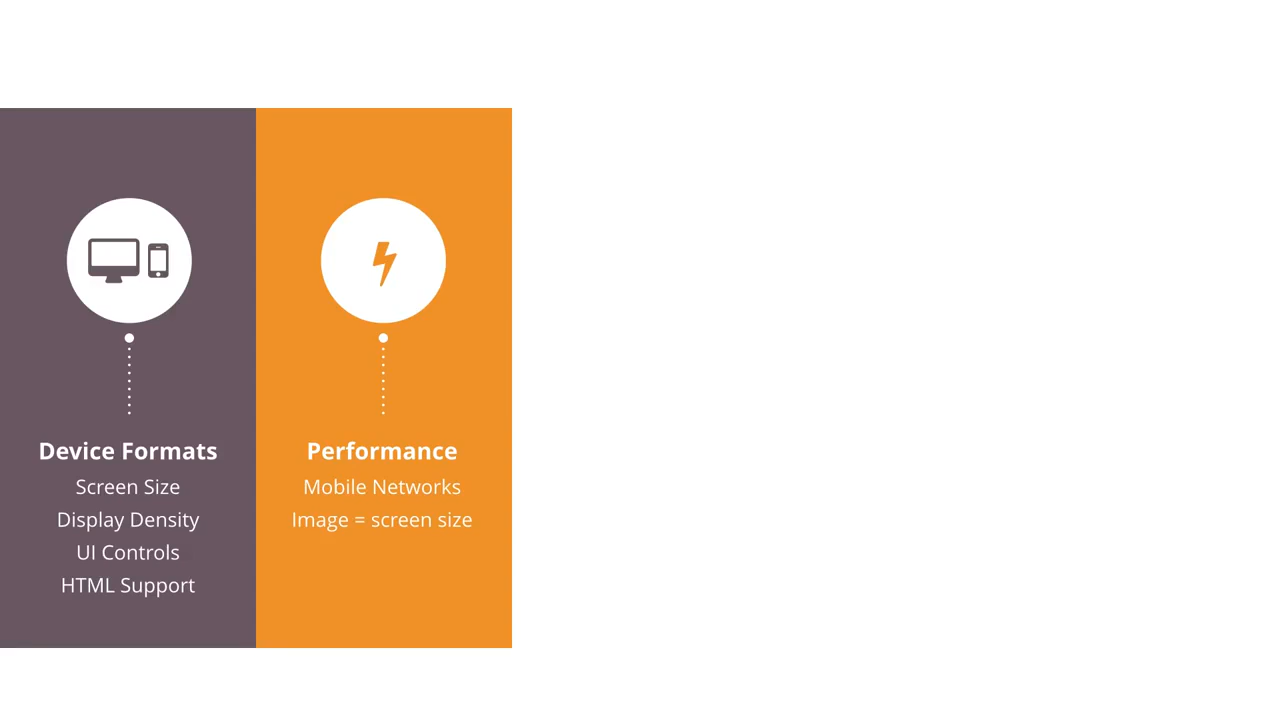 Device Formats
Screen Size
Display Density
UI Controls
HTML Support
Performance
Mobile Networks
Image = screen size